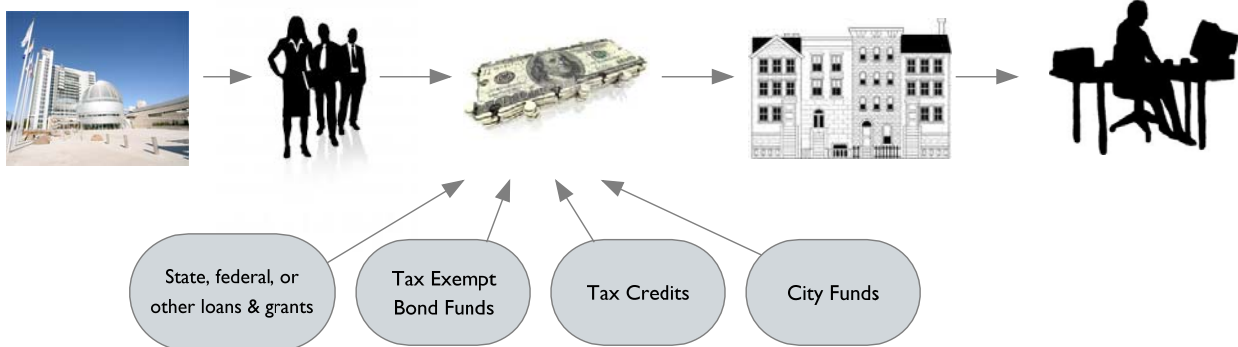 State, federal, or
other loans & grants
Tax Exempt
Bond Funds
Tax Credits
City Funds